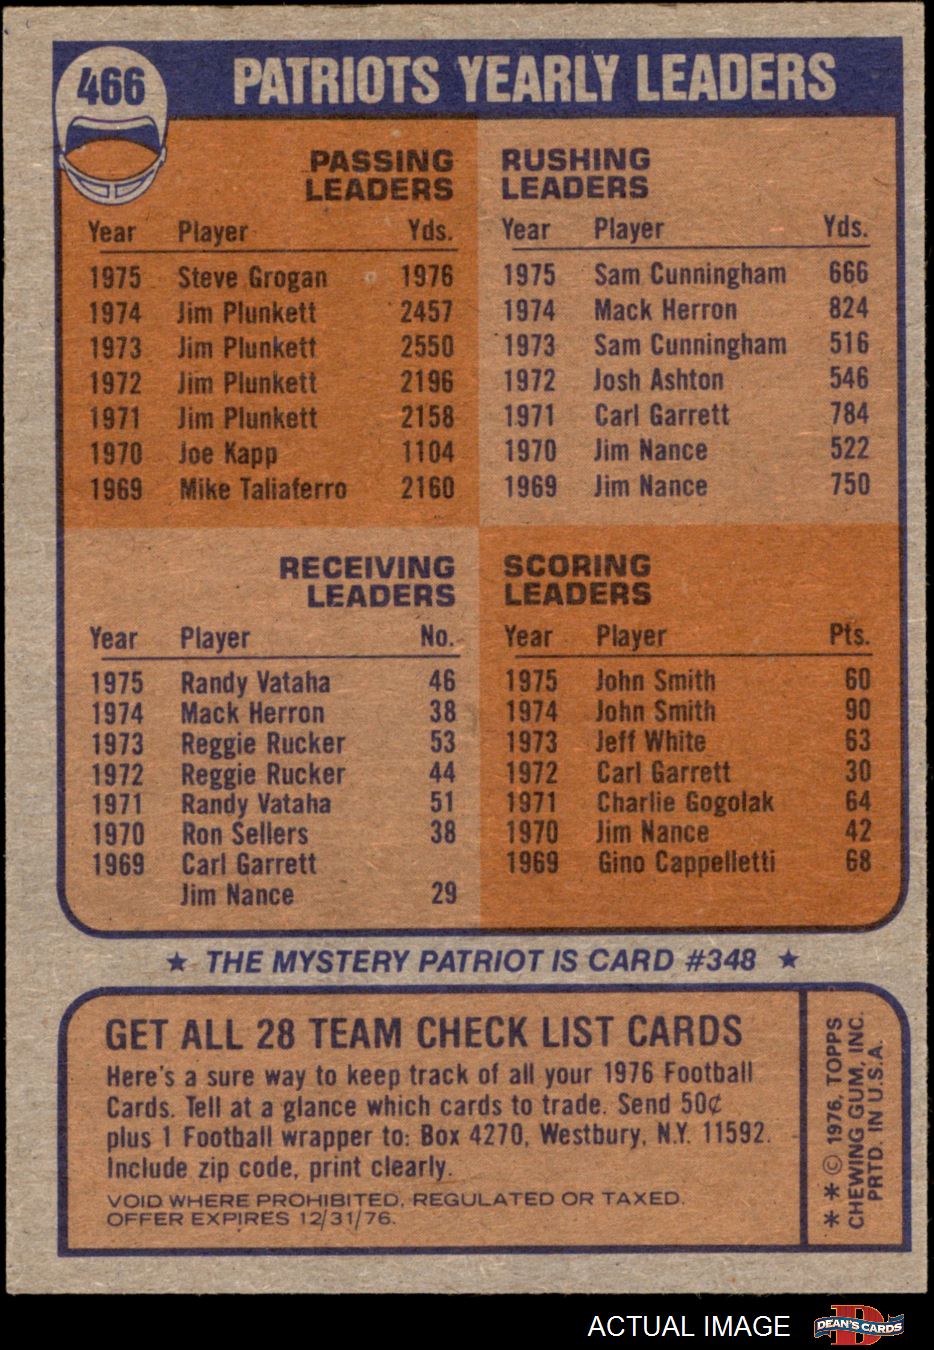 466
PATRIOTS YEARLY LEADERS
PASSING
LEADERS
Year Player Yds.
1975 Steve Grogan 1976
1974 Jim Plunkett 2457
1973 Jim Plunkett 2550
1972 Jim Plunkett 2196
1971 Jim Plunkett 2158
1970 Joe Kapp 1104
1969 Mike Taliaferro 2160
RUSHING
LEADERS
Year Player Yds.
1975 Sam Cunningham 666
1974 Mack Herron 824
1973 Sam Cunningham 516
1972 Josh Ashton 546
1971 Carl Garrett 784
1970 Jim Nance 522
1969 Jim Nance 750
RECEIVING
LEADERS
Year Player No.
1975 Randy Vataha 46
1974 Mack Herron 38
1973 Reggie Rucker 53
1972 Reggie Rucker 44
1971 Randy Vataha 51
1970 Ron Sellers 38
1969 Carl Garrett
Jim Nance 29
SCORING
LEADERS
Year Player Pts.
1975 John Smith 60
1974 John Smith 90
1973 Jeff White 63
1972 Carl Garrett 30
1971 Charlie Gogolak 64
1970 Jim Nance 42
1969 Gino Cappelletti 68
★ THE MYSTERY PATRIOT IS CARD #348 ★
GET ALL 28 TEAM CHECK LIST CARDS
Here's a sure way to keep track of all your 1976 Football
Cards. Tell at a glance which cards to trade. Send 50¢
plus 1 Football wrapper to: Box 4270, Westbury, N.Y. 11592.
Include zip code, print clearly.
VOID WHERE PROHIBITED, REGULATED OR TAXED.
OFFER EXPIRES 12/31/76.
* * © 1976, TOPPS
CHEWING GUM, INC.
PRTD. IN U.S.A.
ACTUAL IMAGE
DEAN'S CARDS